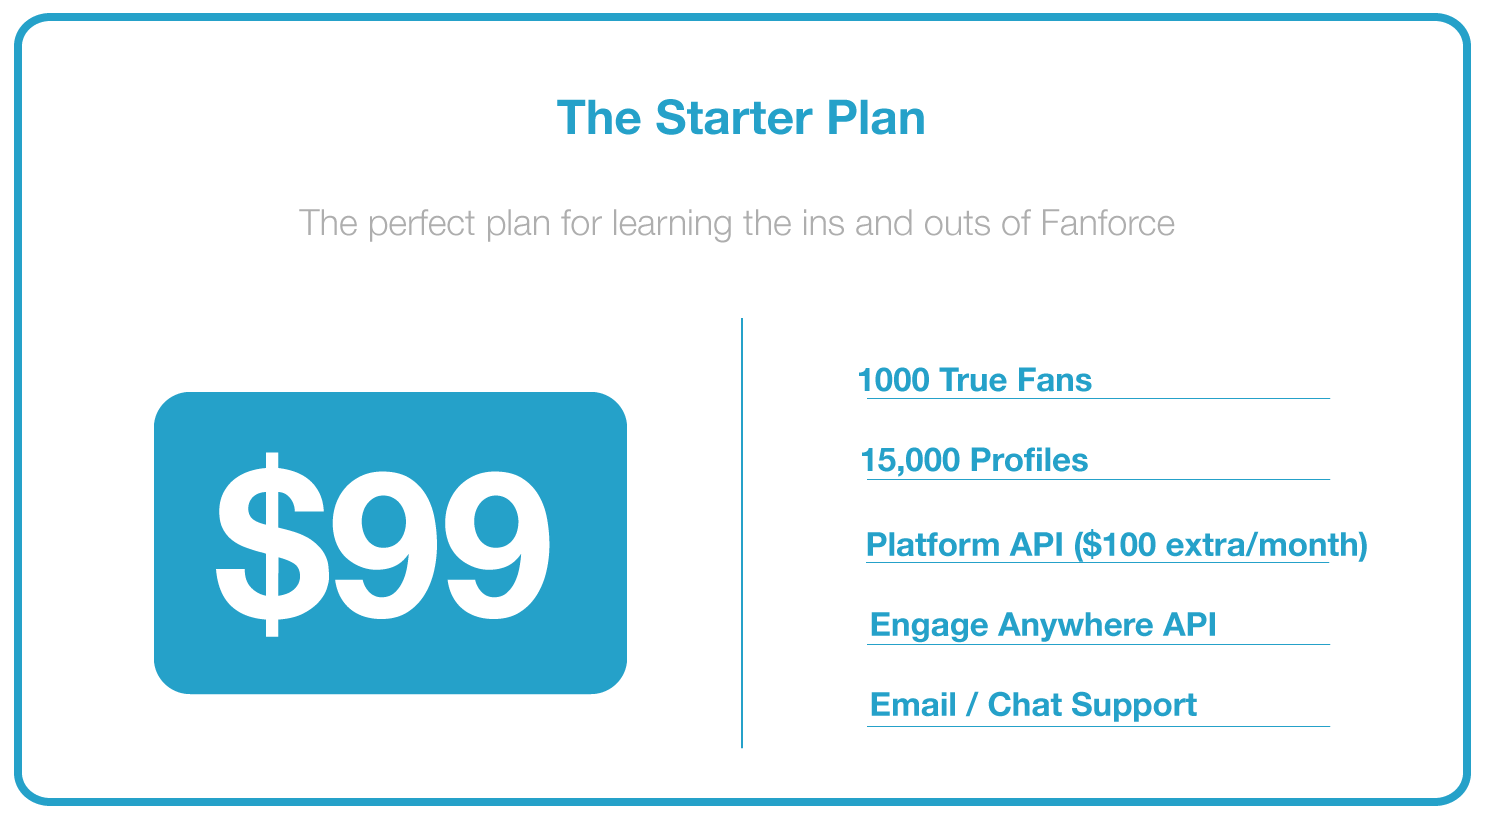 The Starter Plan
The perfect plan for learning the ins and outs of Fanforce
$99
1000 True Fans
15,000 Profiles
Platform API ($100 extra/month)
Engage Anywhere API
Email / Chat Support